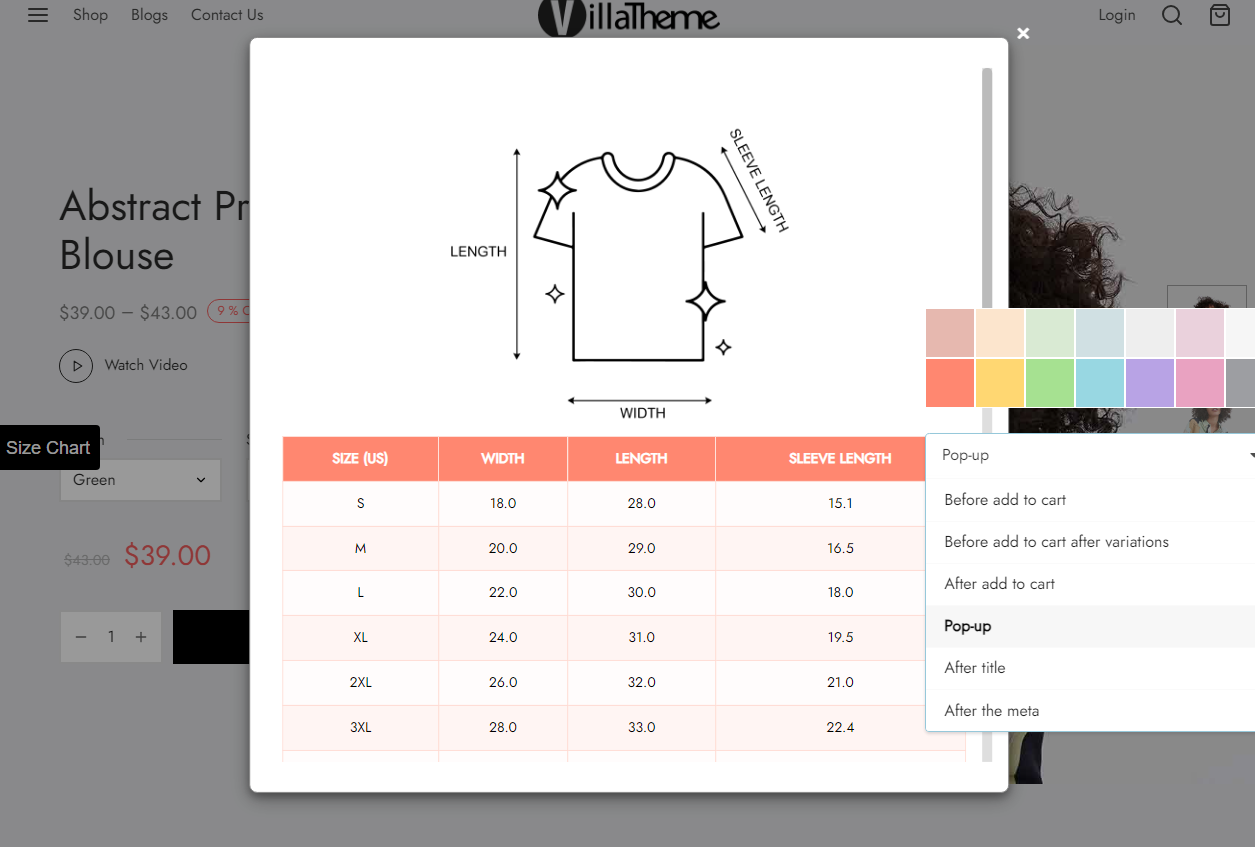 Shop Blogs Contact Us
VillaTheme
Login
Abstract Pr
Blouse
$39.00 – $43.00
9 %
Watch Video
Size Chart
Green
$43.00 $39.00
− 1 +
SLEEVE LENGTH
LENGTH
WIDTH
SIZE (US) WIDTH LENGTH SLEEVE LENGTH
S 18.0 28.0 15.1
M 20.0 29.0 16.5
L 22.0 30.0 18.0
XL 24.0 31.0 19.5
2XL 26.0 32.0 21.0
3XL 28.0 33.0 22.4
Pop-up
Before add to cart
Before add to cart after variations
After add to cart
Pop-up
After title
After the meta